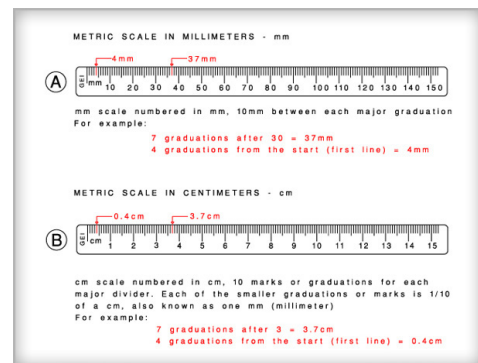 METRIC SCALE IN MILLIMETERS - mm
4mm 37mm
A
GEI mm 10 20 30 40 50 60 70 80 90 100 110 120 130 140 150
mm scale numbered in mm, 10mm between each major graduation
For example:
7 graduations after 30 = 37mm
4 graduations from the start (first line) = 4mm
METRIC SCALE IN CENTIMETERS - cm
0.4cm 3.7cm
B
GEI cm 1 2 3 4 5 6 7 8 9 10 11 12 13 14 15
cm scale numbered in cm, 10 marks or graduations for each
major divider. Each of the smaller graduations or marks is 1/10
of a cm, also known as one mm (millimeter)
For example:
7 graduations after 3 = 3.7cm
4 graduations from the start (first line) = 0.4cm